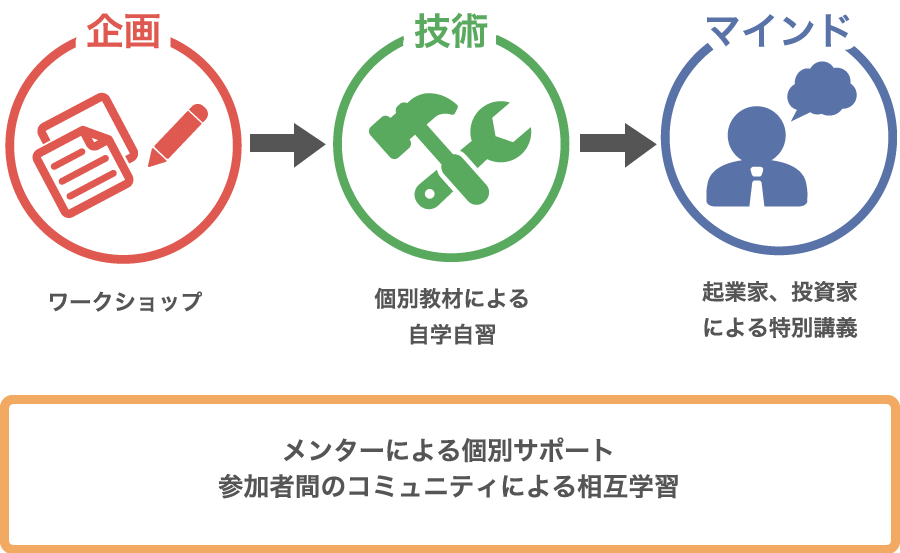 企画
技術
マインド
ワークショップ
個別教材による
自学自習
起業家、投資家
による特別講義
メンターによる個別サポート
参加者間のコミュニティによる相互学習